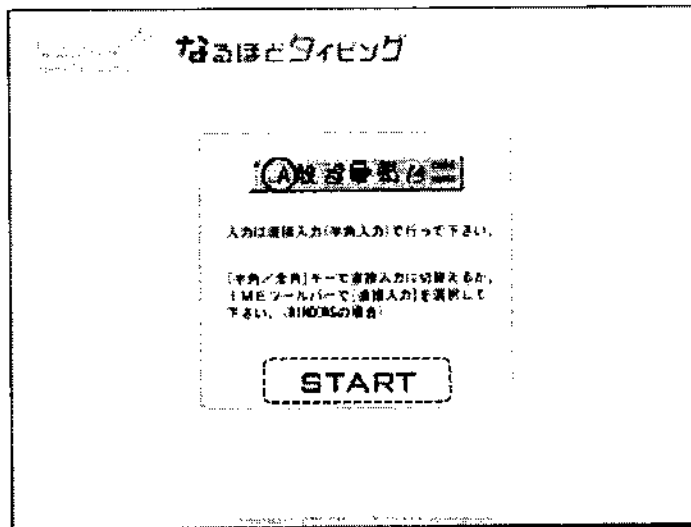 なるほどタイピング
A般
入力は直接入力(半角入力)で行って下さい。
[半角/全角]キーで直接入力に切替えるか、
IMEツールバーで[直接入力]を選択して
下さい。(WINDOWSの場合)
START